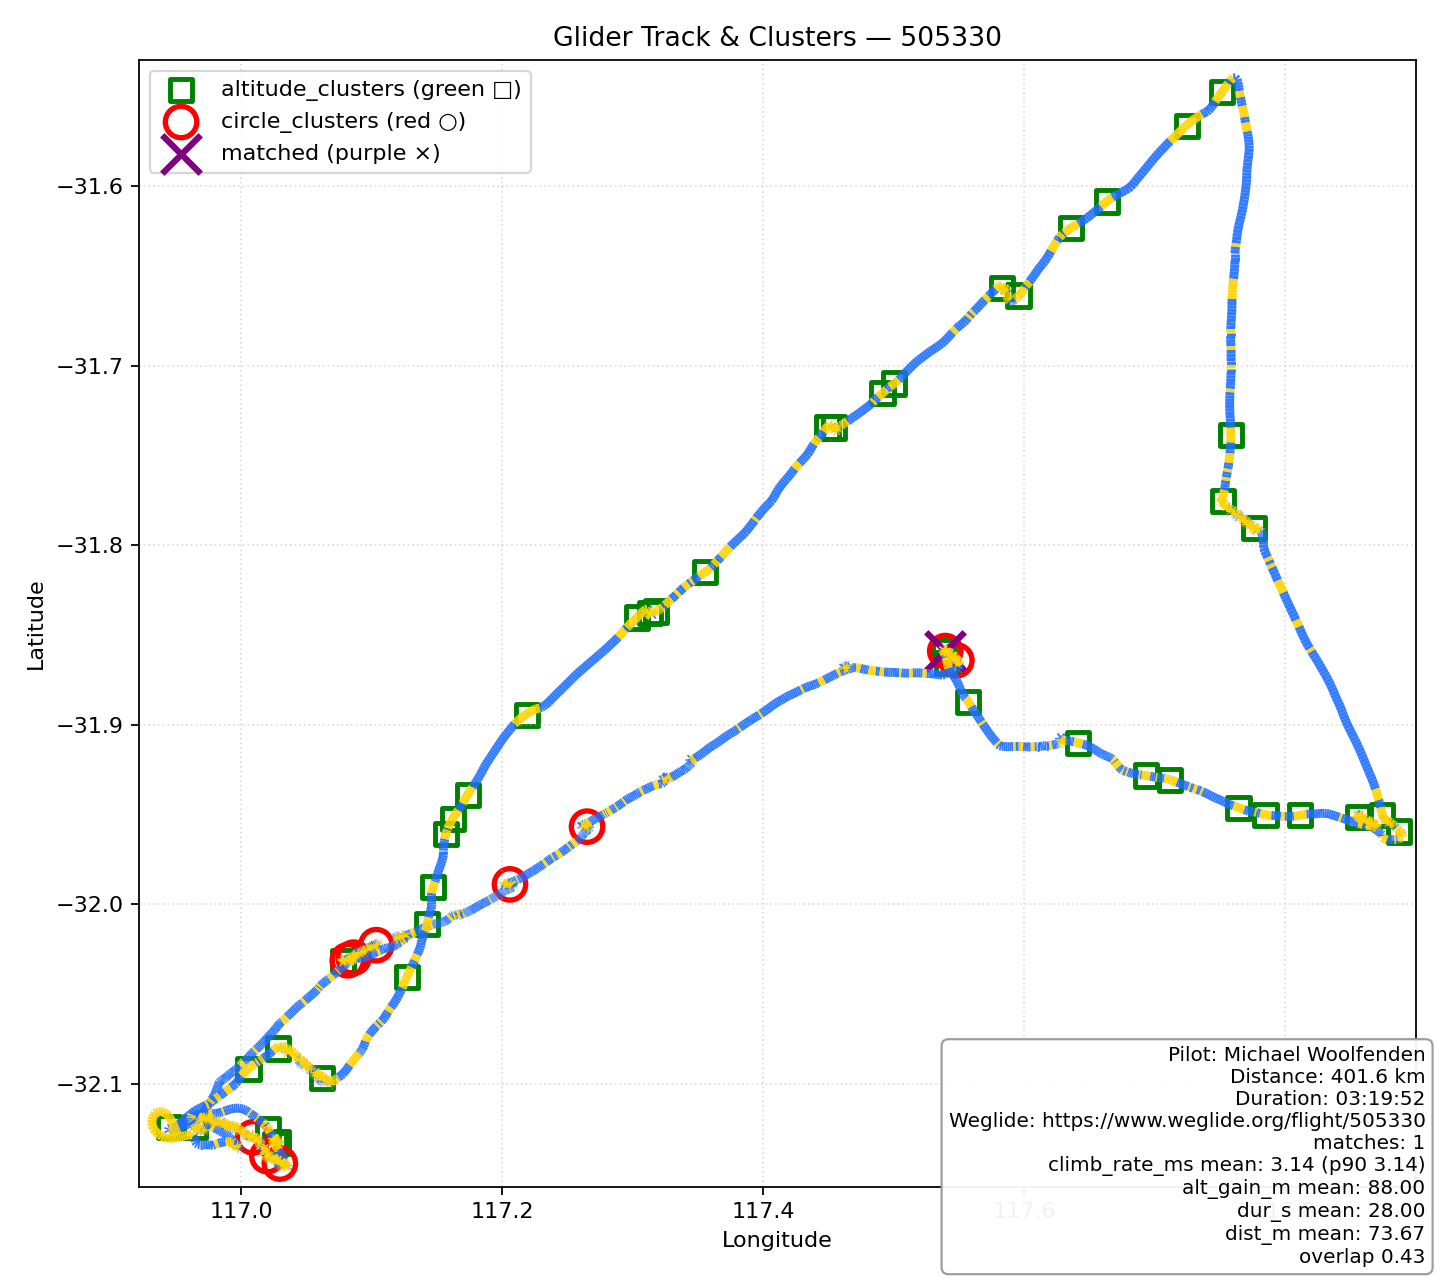 Glider Track & Clusters — 505330
altitude_clusters (green □)
circle_clusters (red ○)
matched (purple ×)
Latitude
−31.6
−31.7
−31.8
−31.9
−32.0
−32.1
117.0
117.2
117.4
117.6
Longitude
Pilot: Michael Woolfenden
Distance: 401.6 km
Duration: 03:19:52
Weglide: https://www.weglide.org/flight/505330
matches: 1
climb_rate_ms mean: 3.14 (p90 3.14)
alt_gain_m mean: 88.00
dur_s mean: 28.00
dist_m mean: 73.67
overlap 0.43